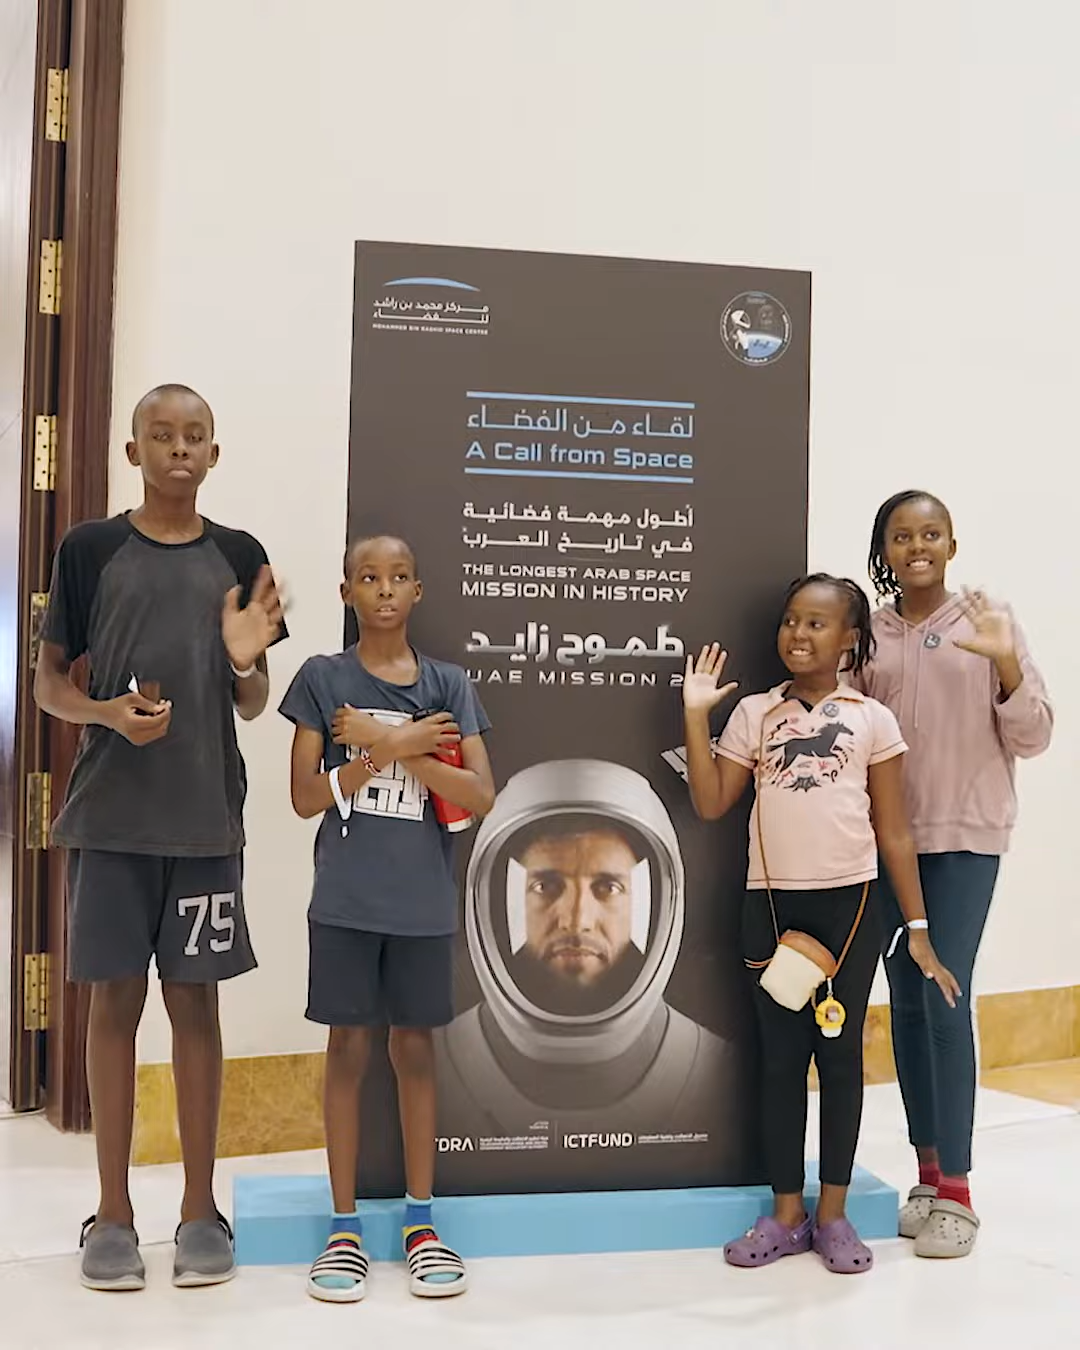 مركز محمد بن راشد
للفضاء
MOHAMMED BIN RASHID SPACE CENTRE
لقاء من الفضاء
A Call from Space
أطول مهمة فضائية
في تاريخ العرب
THE LONGEST ARAB SPACE
MISSION IN HISTORY
طموح زايد
UAE MISSION 2
75
TDRA
ICTFUND